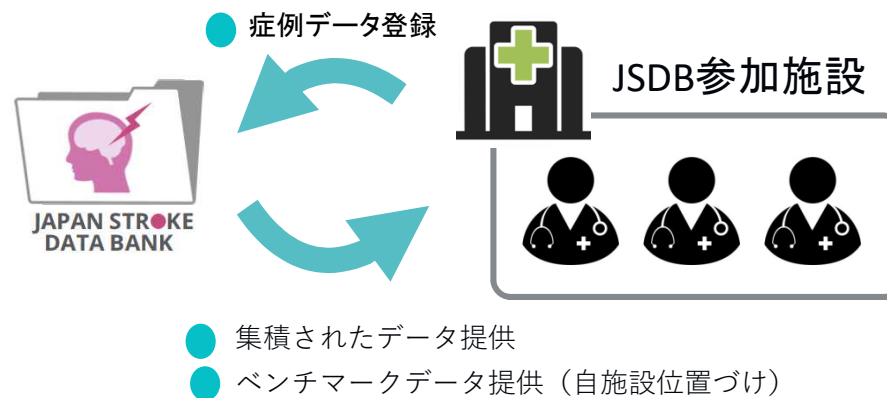 症例データ登録
JSDB参加施設
JAPAN STROKE
DATA BANK
集積されたデータ提供
ベンチマークデータ提供（自施設位置づけ）